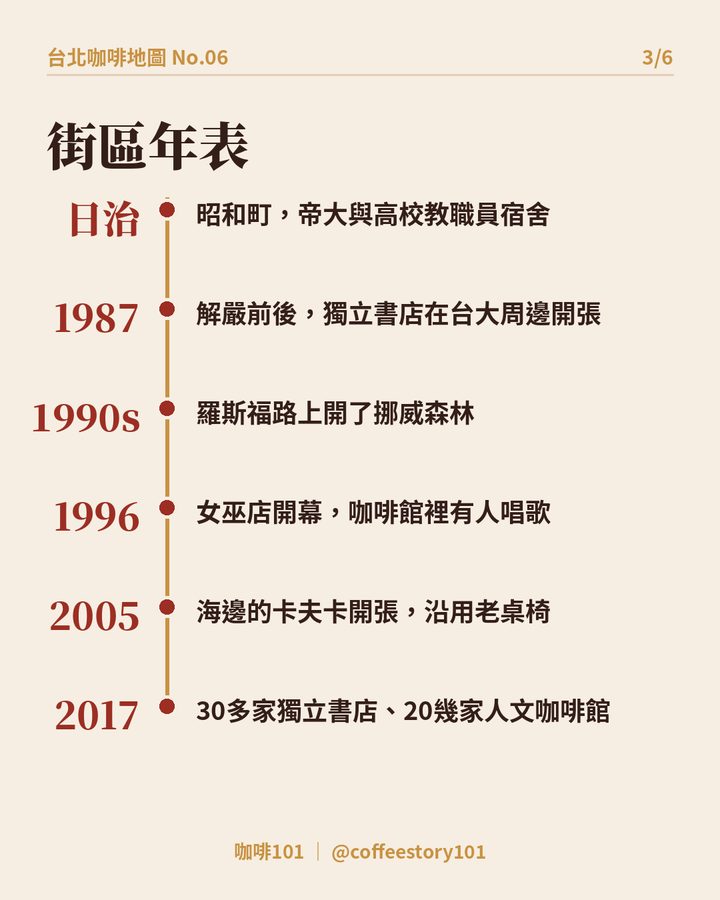 台北咖啡地圖 No.06
3/6
街區年表
日治 昭和町，帝大與高校教職員宿舍
1987 解嚴前後，獨立書店在台大周邊開張
1990s 羅斯福路上開了挪威森林
1996 女巫店開幕，咖啡館裡有人唱歌
2005 海邊的卡夫卡開張，沿用老桌椅
2017 30多家獨立書店、20幾家人文咖啡館
咖啡101｜@coffeestory101